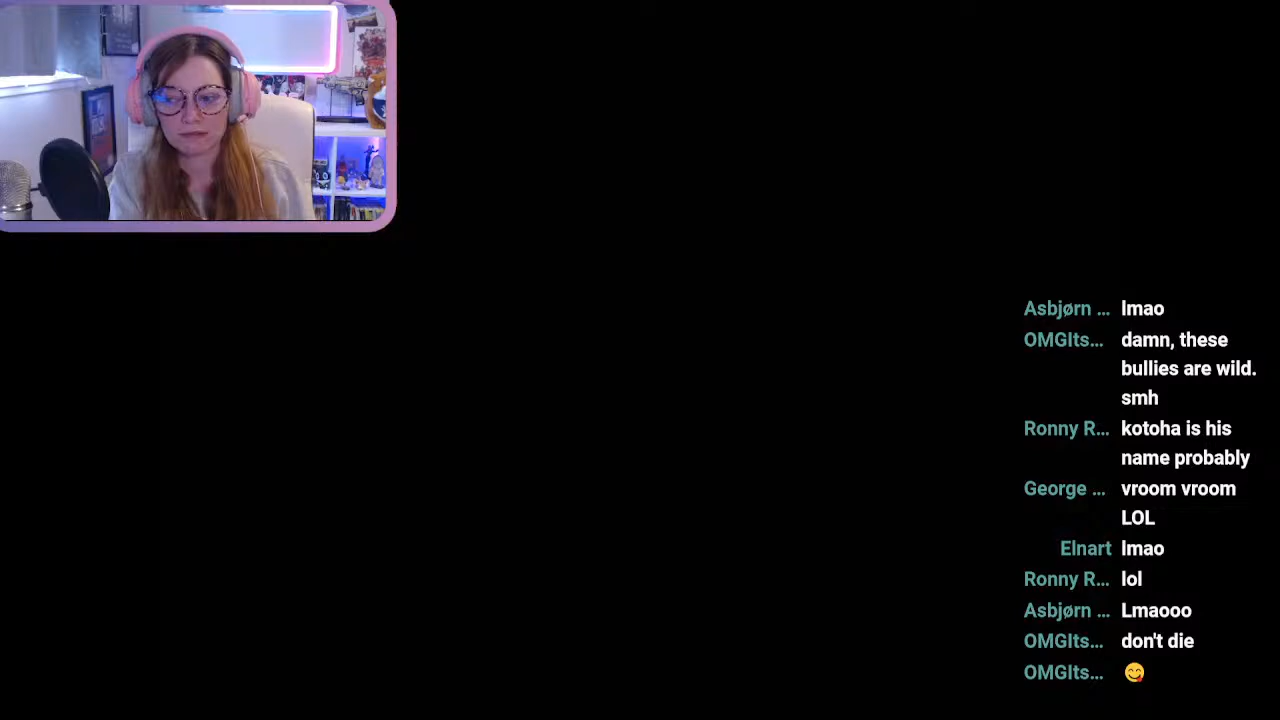 Asbjørn ... lmao
OMGIts... damn, these
bullies are wild.
smh
Ronny R... kotoha is his
name probably
George ... vroom vroom
LOL
Elnart lmao
Ronny R... lol
Asbjørn ... Lmaooo
OMGIts... don't die
OMGIts... 😋